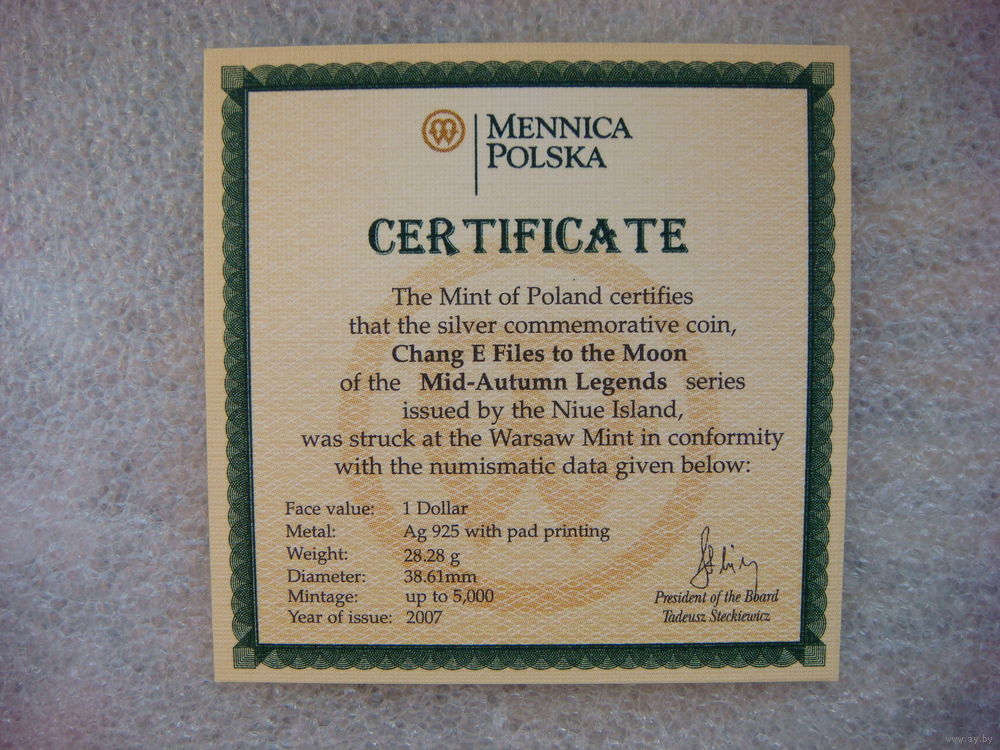 MENNICA
POLSKA
CERTIFICATE
The Mint of Poland certifies
that the silver commemorative coin,
Chang E Files to the Moon
of the Mid-Autumn Legends series
issued by the Niue Island,
was struck at the Warsaw Mint in conformity
with the numismatic data given below:
Face value: 1 Dollar
Metal: Ag 925 with pad printing
Weight: 28.28 g
Diameter: 38.61mm
Mintage: up to 5,000
Year of issue: 2007
President of the Board
Tadeusz Steckiewicz
www.ay.by